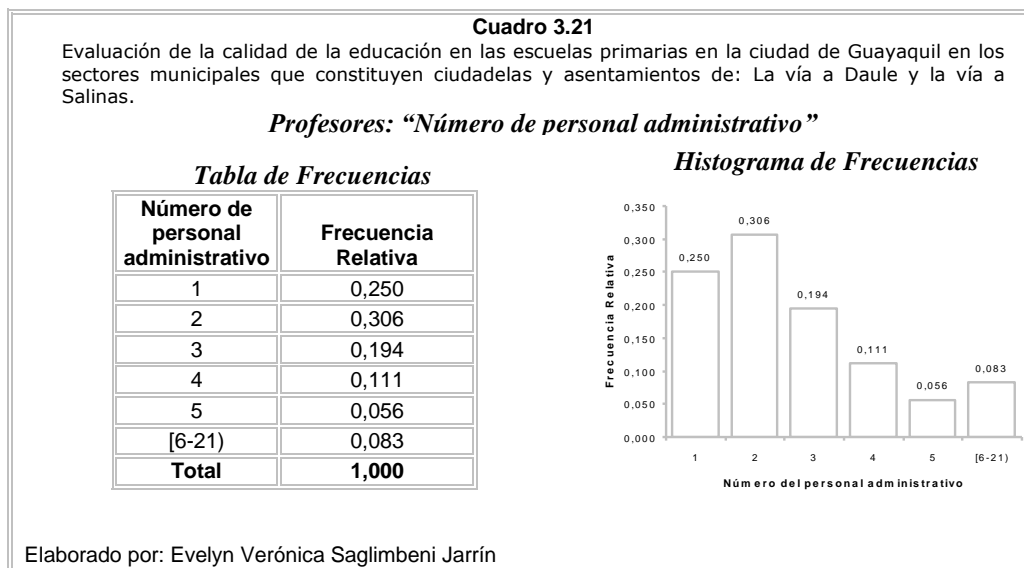 Cuadro 3.21
Evaluación de la calidad de la educación en las escuelas primarias en la ciudad de Guayaquil en los
sectores municipales que constituyen ciudadelas y asentamientos de: La vía a Daule y la vía a
Salinas.
Profesores: “Número de personal administrativo”
Tabla de Frecuencias
Número de
personal
administrativo
Frecuencia
Relativa
1 0,250
2 0,306
3 0,194
4 0,111
5 0,056
[6-21) 0,083
Total 1,000
Histograma de Frecuencias
Frecuencia Relativa
0,350
0,300
0,250
0,200
0,150
0,100
0,050
0,000
0,250
0,306
0,194
0,111
0,056
0,083
1 2 3 4 5 [6-21)
Número del personal administrativo
Elaborado por: Evelyn Verónica Saglimbeni Jarrín